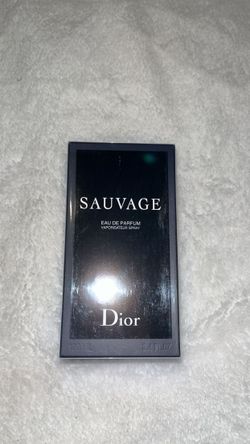 SAUVAGE
EAU DE PARFUM
VAPORISATEUR SPRAY
Dior